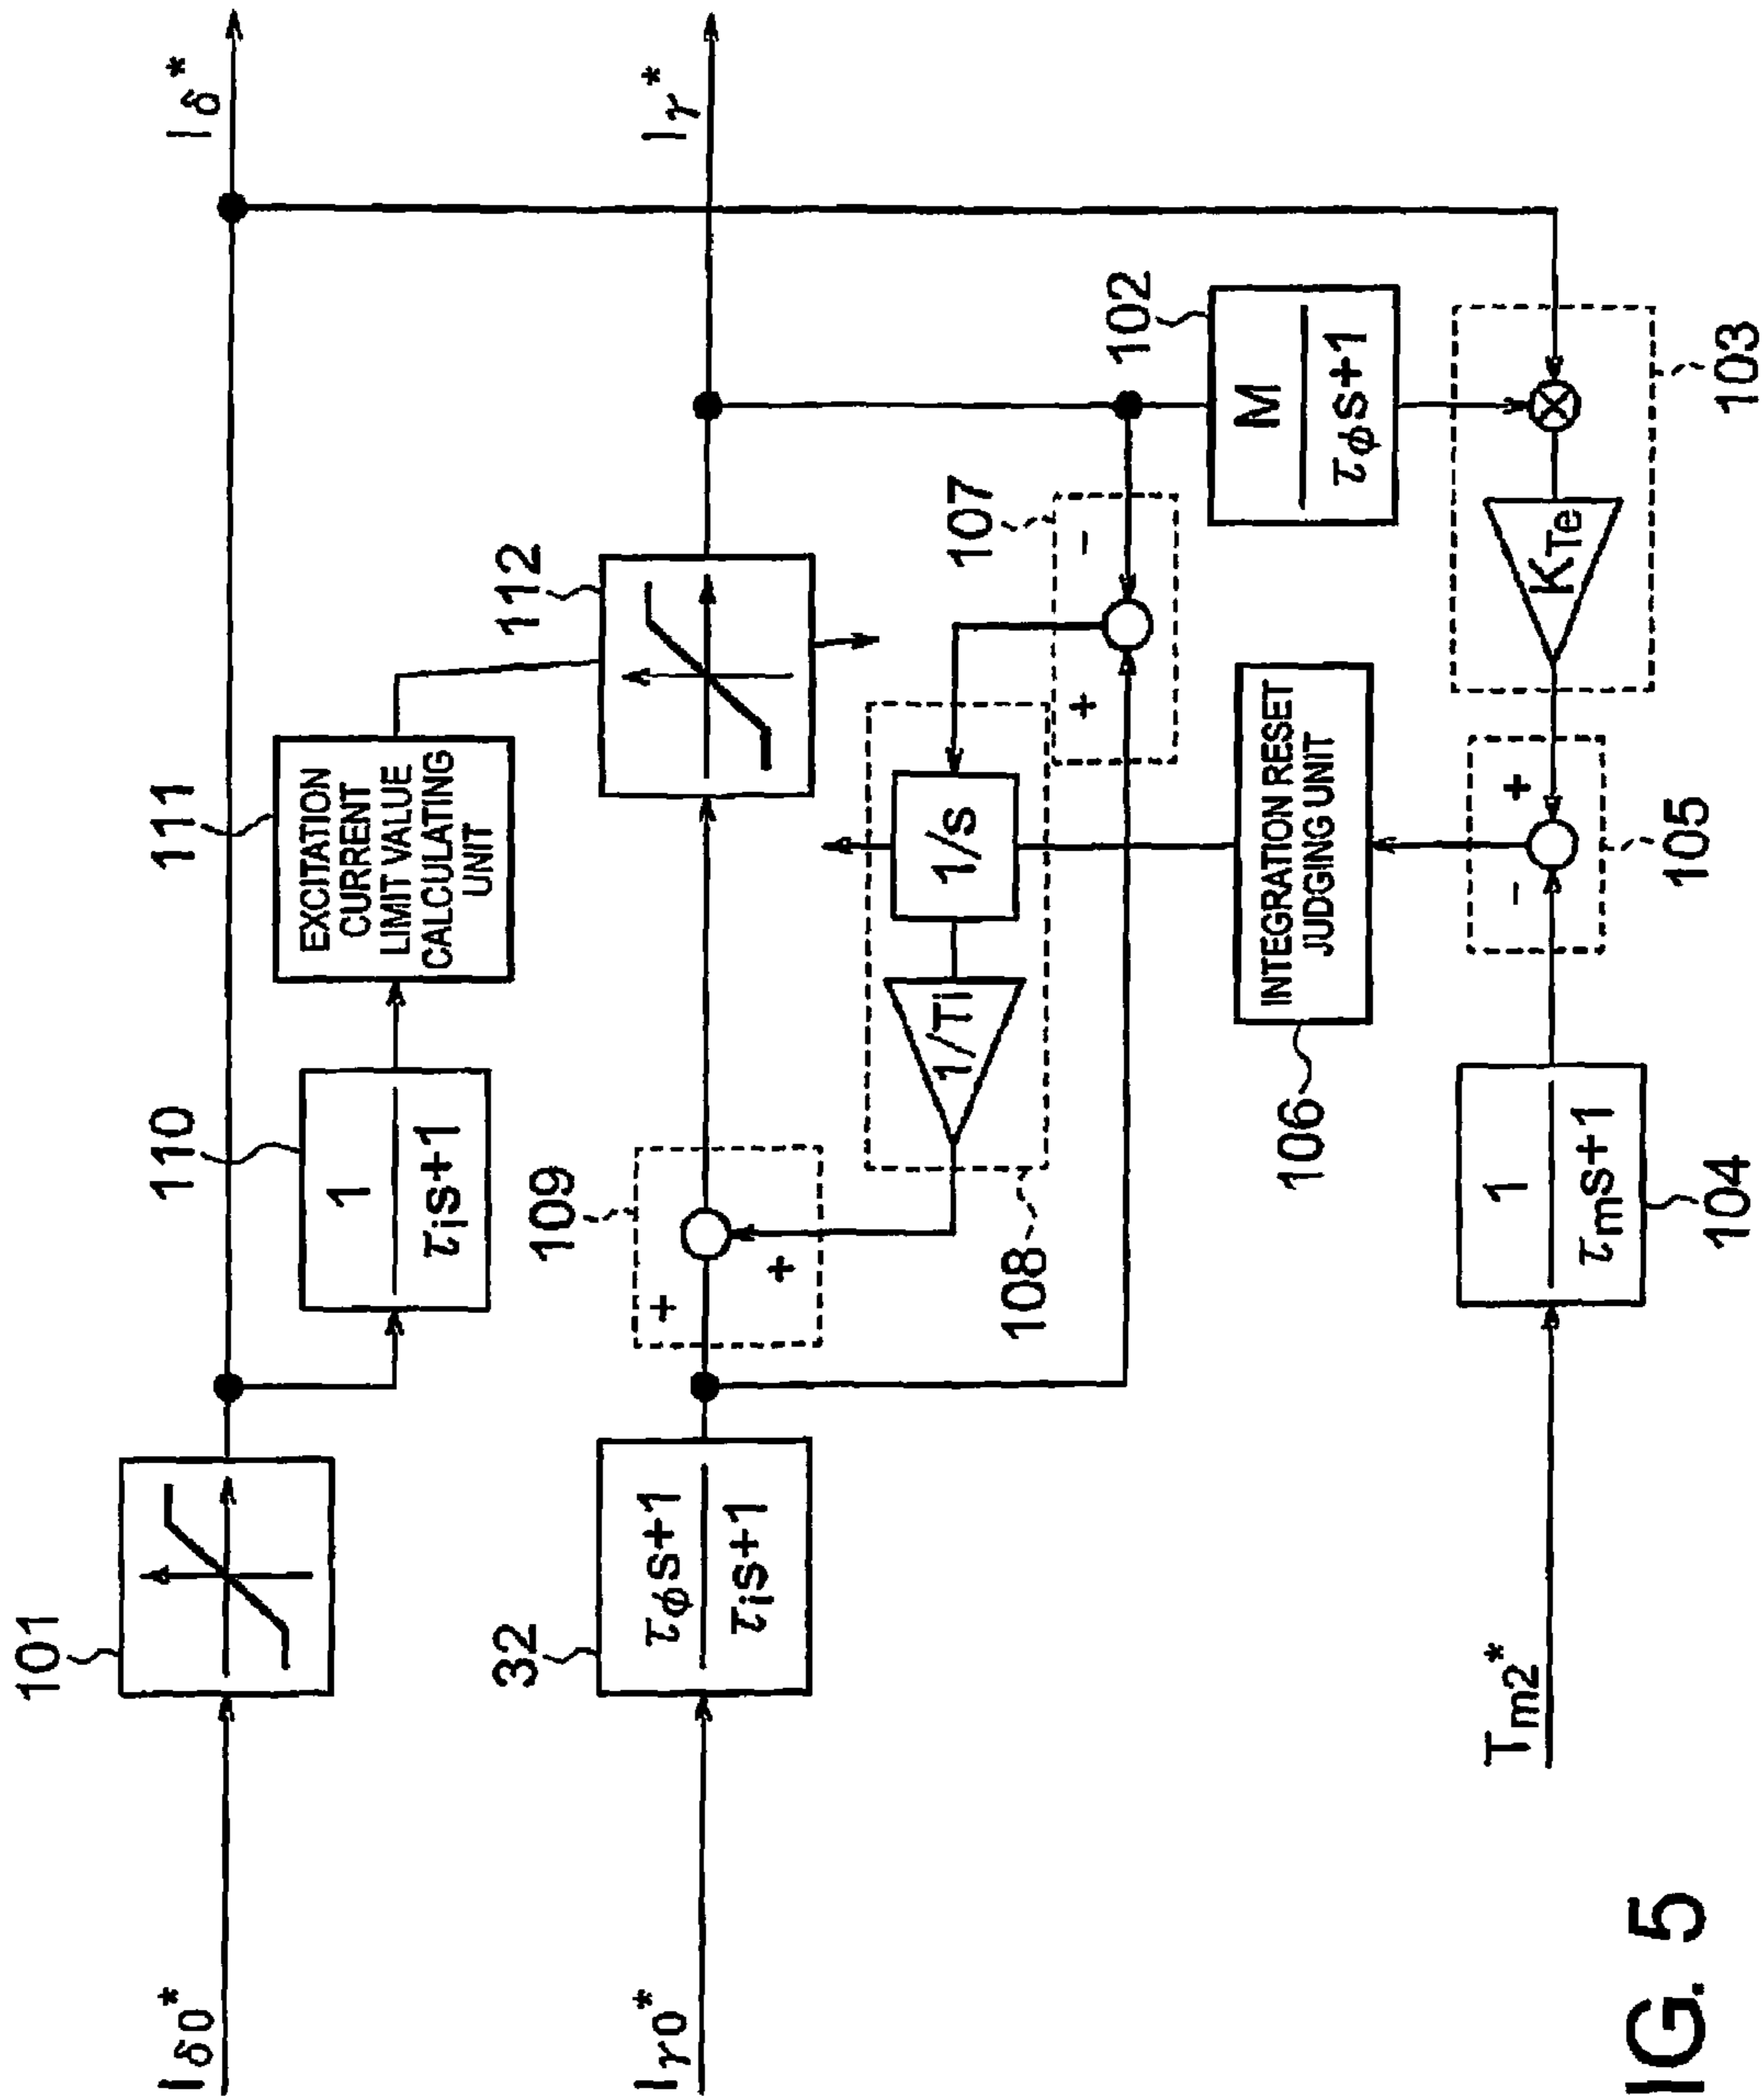 Iδ0*
101
Iδ*
110
1
τis+1
111
EXCITATION
CURRENT
LIMIT VALUE
CALCULATING
UNIT
Iγ0*
32
τφs+1
τis+1
109
+
+
112
Iγ*
1/Ti
1/s
108
107
+
-
102
M
τφs+1
106
INTEGRATION RESET
JUDGING UNIT
Tm2*
1
τms+1
104
-
+
105
KTe
103
IG. 5